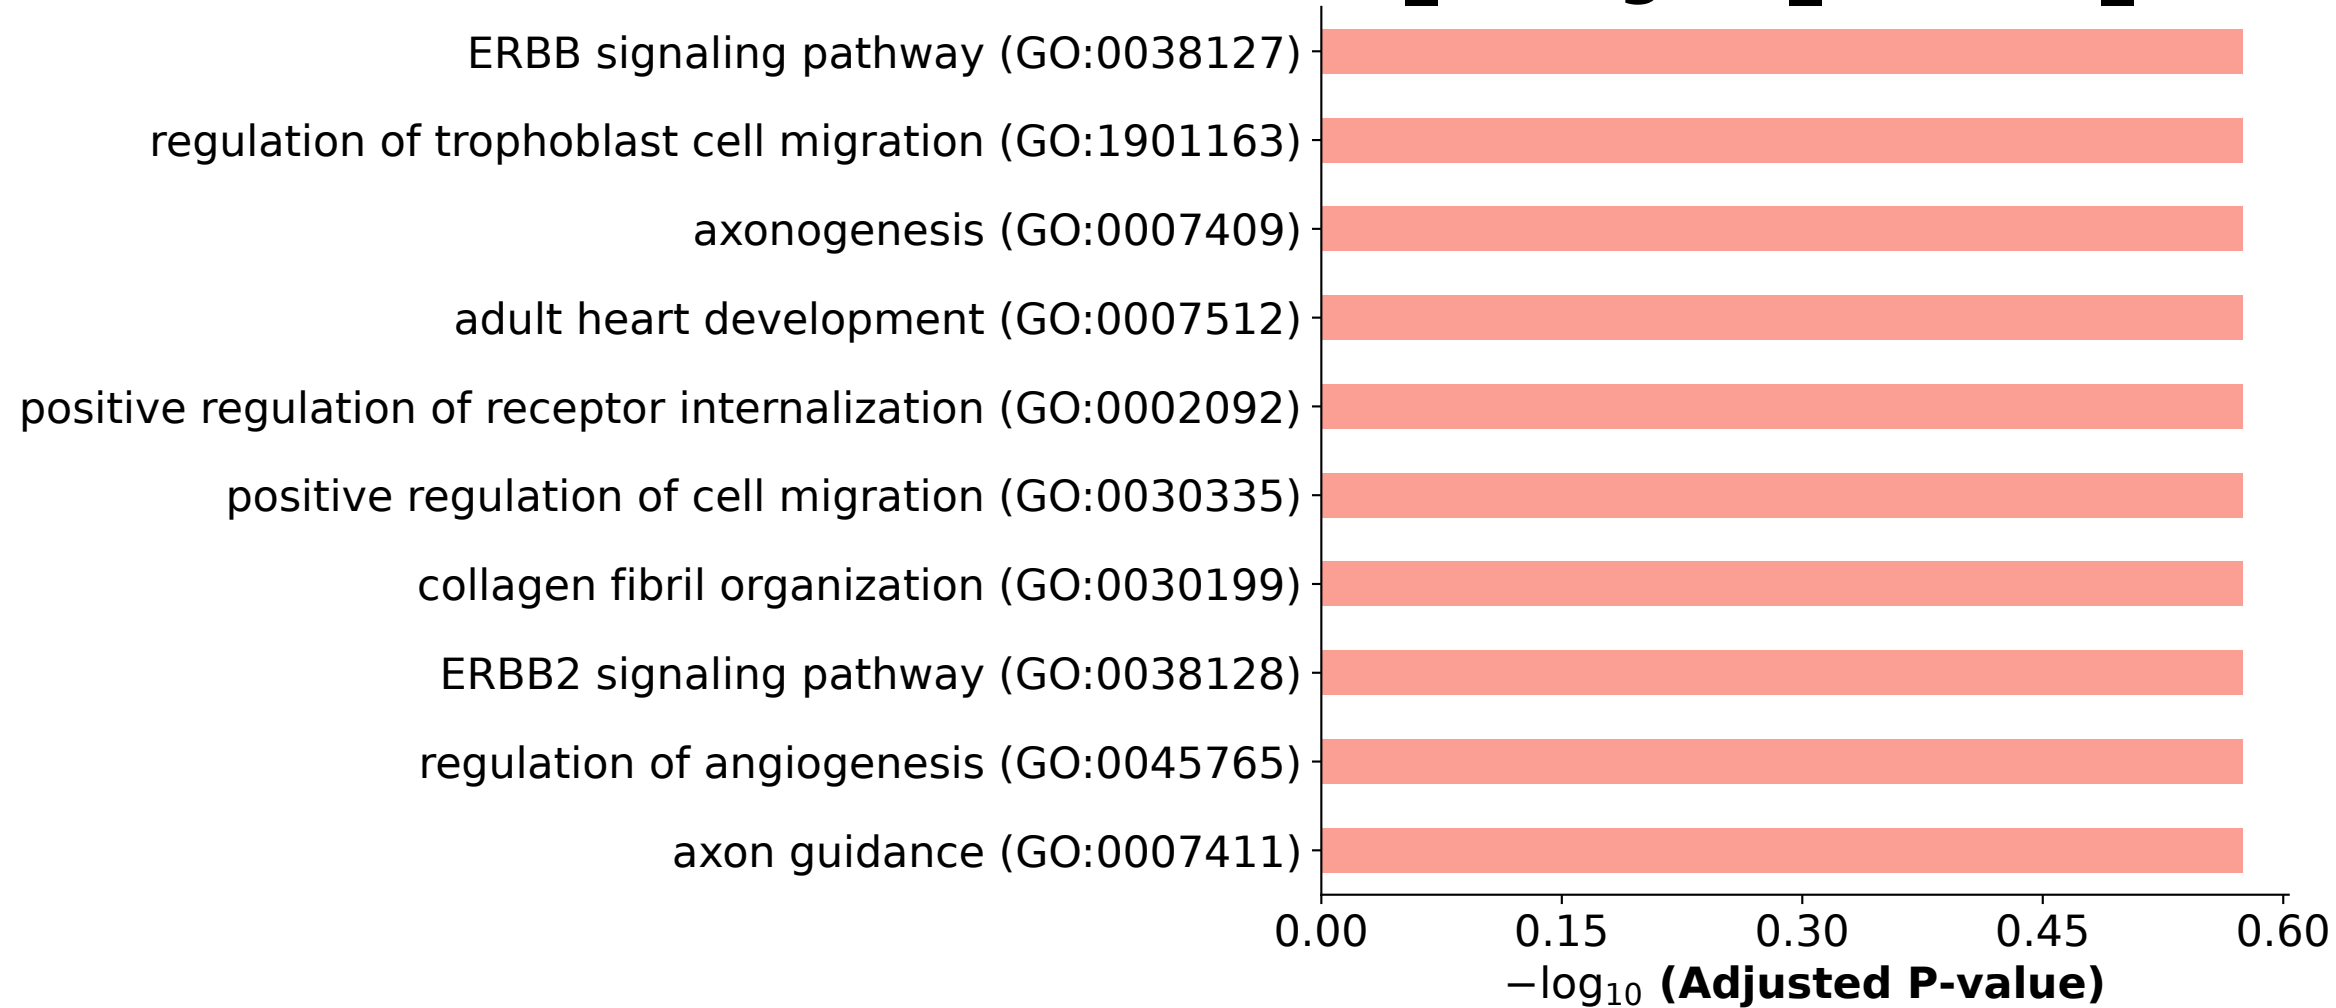 ERBB signaling pathway (GO:0038127)
regulation of trophoblast cell migration (GO:1901163)
axonogenesis (GO:0007409)
adult heart development (GO:0007512)
positive regulation of receptor internalization (GO:0002092)
positive regulation of cell migration (GO:0030335)
collagen fibril organization (GO:0030199)
ERBB2 signaling pathway (GO:0038128)
regulation of angiogenesis (GO:0045765)
axon guidance (GO:0007411)
0.00 0.15 0.30 0.45 0.60
−log₁₀ (Adjusted P-value)